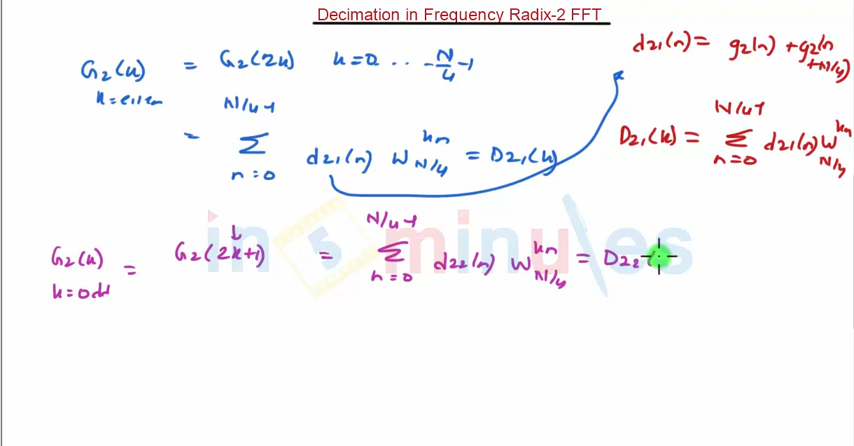 Decimation in Frequency Radix-2 FFT
G2(k) = G2(2k) k=0 . . . -N/4-1
k=even
d21(n) = g2(n) + g2(n+N/4)
N/4-1
= Σ d21(n) W kn N/4 = D21(k)
n=0
N/4-1
D21(k) = Σ d21(n) W kn N/4
n=0
in 5 minutes
N/4-1
G2(k) = G2(2k+1) = Σ d22(n) W kn N/4 = D22
k=odd n=0